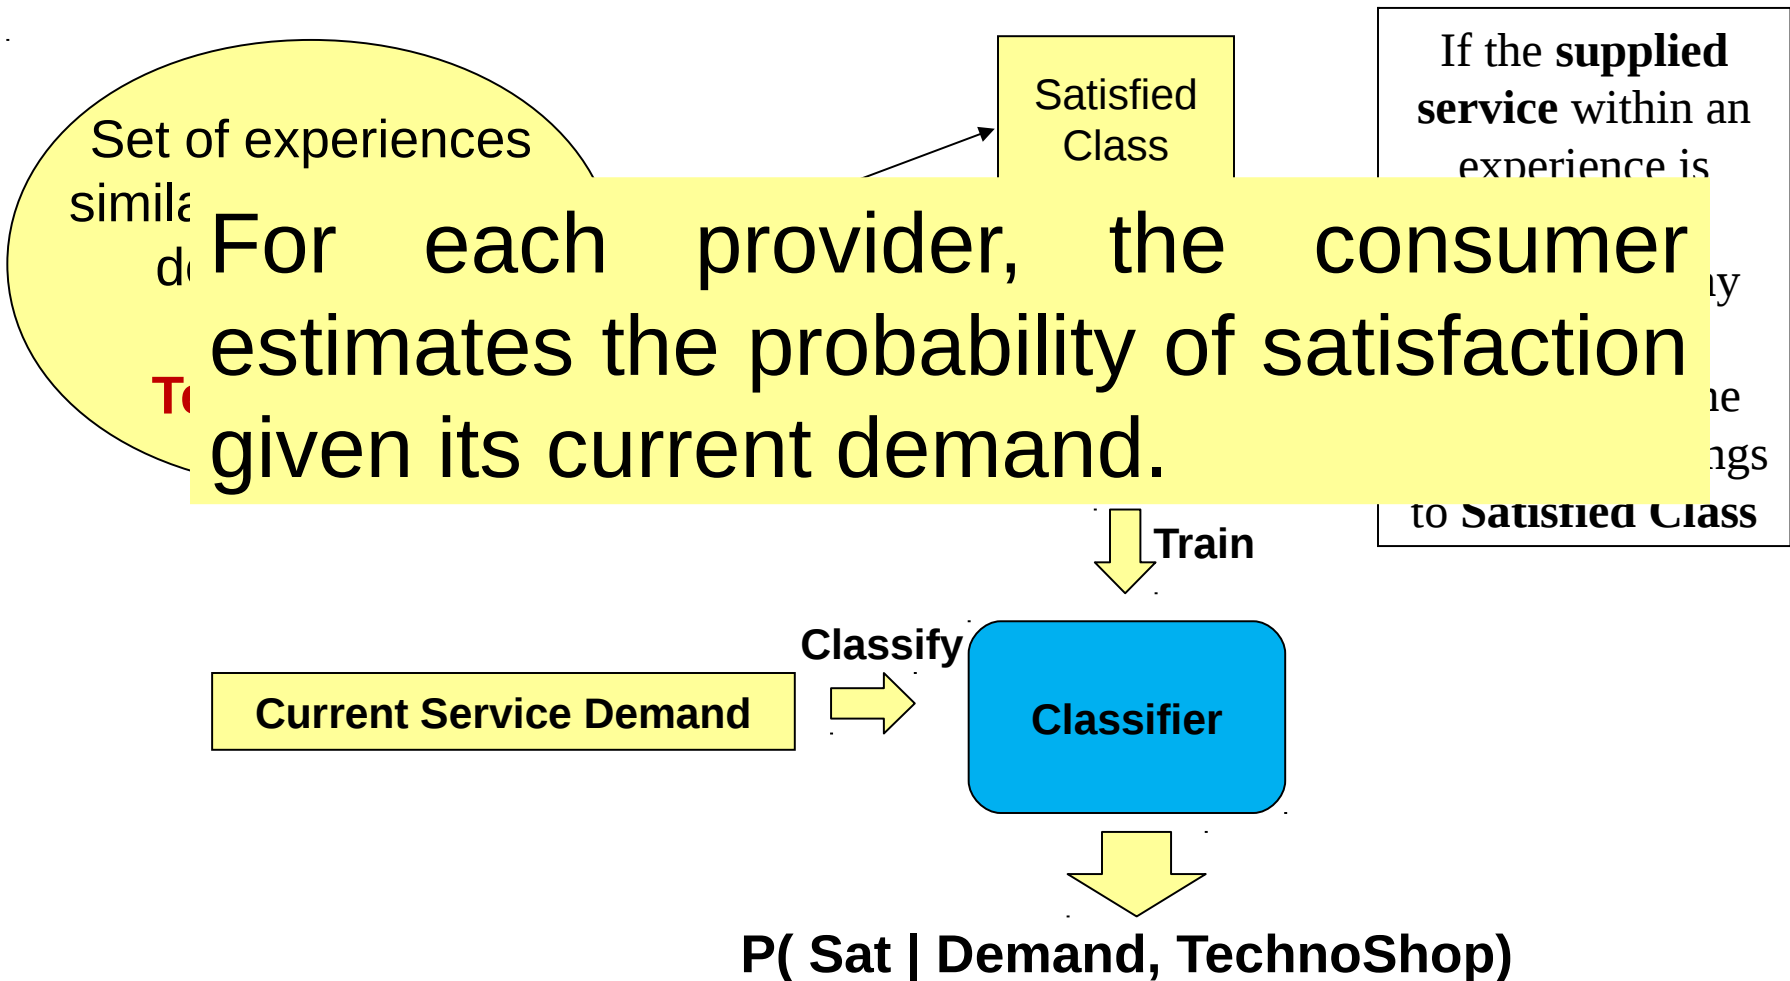 Set of experiences
Satisfied
Class
If the supplied
service within an
experience is
For each provider, the consumer
estimates the probability of satisfaction
given its current demand.
to Satisfied Class
Train
Classify
Current Service Demand
Classifier
P( Sat | Demand, TechnoShop)